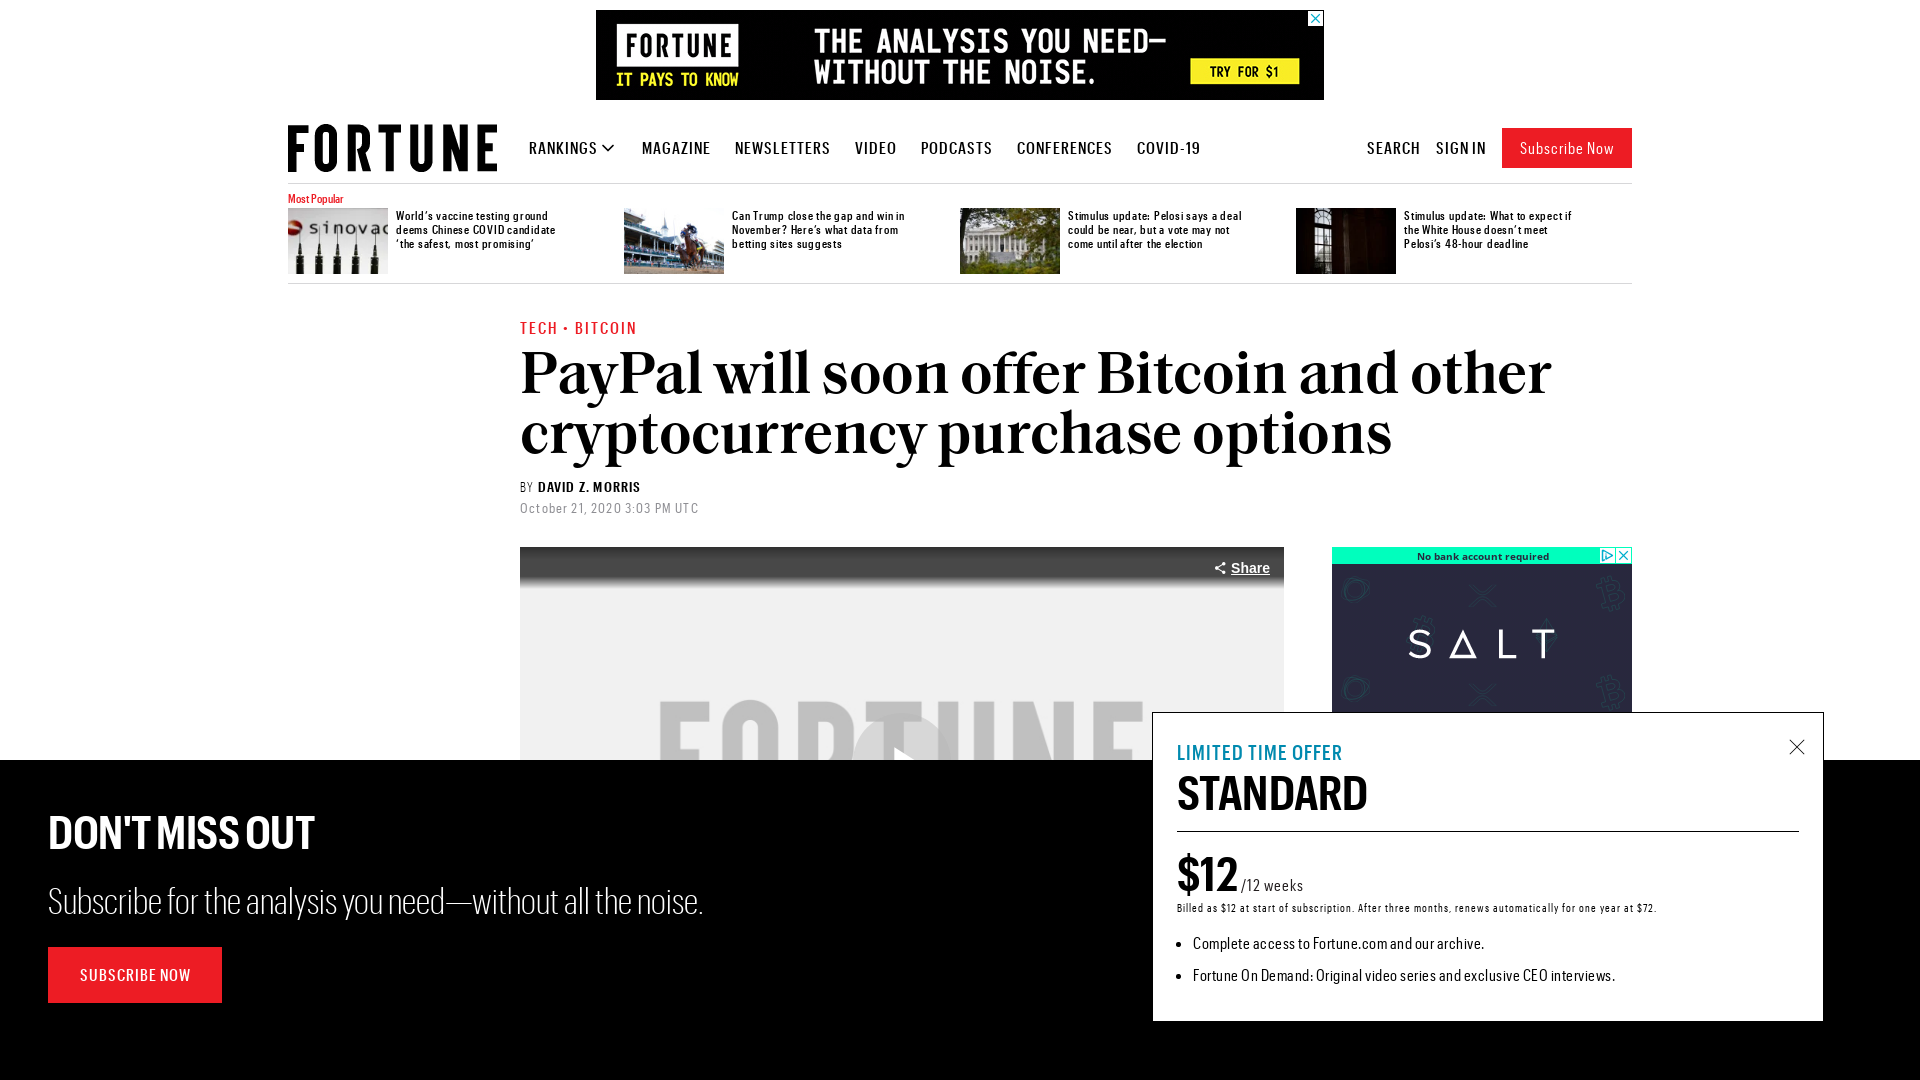 FORTUNE
IT PAYS TO KNOW
THE ANALYSIS YOU NEED—
WITHOUT THE NOISE.
TRY FOR $1
FORTUNE
RANKINGS
MAGAZINE
NEWSLETTERS
VIDEO
PODCASTS
CONFERENCES
COVID-19
SEARCH
SIGN IN
Subscribe Now
Most Popular
sinovac
World’s vaccine testing ground
deems Chinese COVID candidate
‘the safest, most promising’
Can Trump close the gap and win in
November? Here’s what data from
betting sites suggests
Stimulus update: Pelosi says a deal
could be near, but a vote may not
come until after the election
Stimulus update: What to expect if
the White House doesn’t meet
Pelosi’s 48-hour deadline
TECH • BITCOIN
PayPal will soon offer Bitcoin and other
cryptocurrency purchase options
BY DAVID Z. MORRIS
October 21, 2020 3:03 PM UTC
Share
FORTUNE
No bank account required
SALT
DON'T MISS OUT
Subscribe for the analysis you need—without all the noise.
SUBSCRIBE NOW
LIMITED TIME OFFER
STANDARD
$12 /12 weeks
Billed as $12 at start of subscription. After three months, renews automatically for one year at $72.
• Complete access to Fortune.com and our archive.
• Fortune On Demand: Original video series and exclusive CEO interviews.